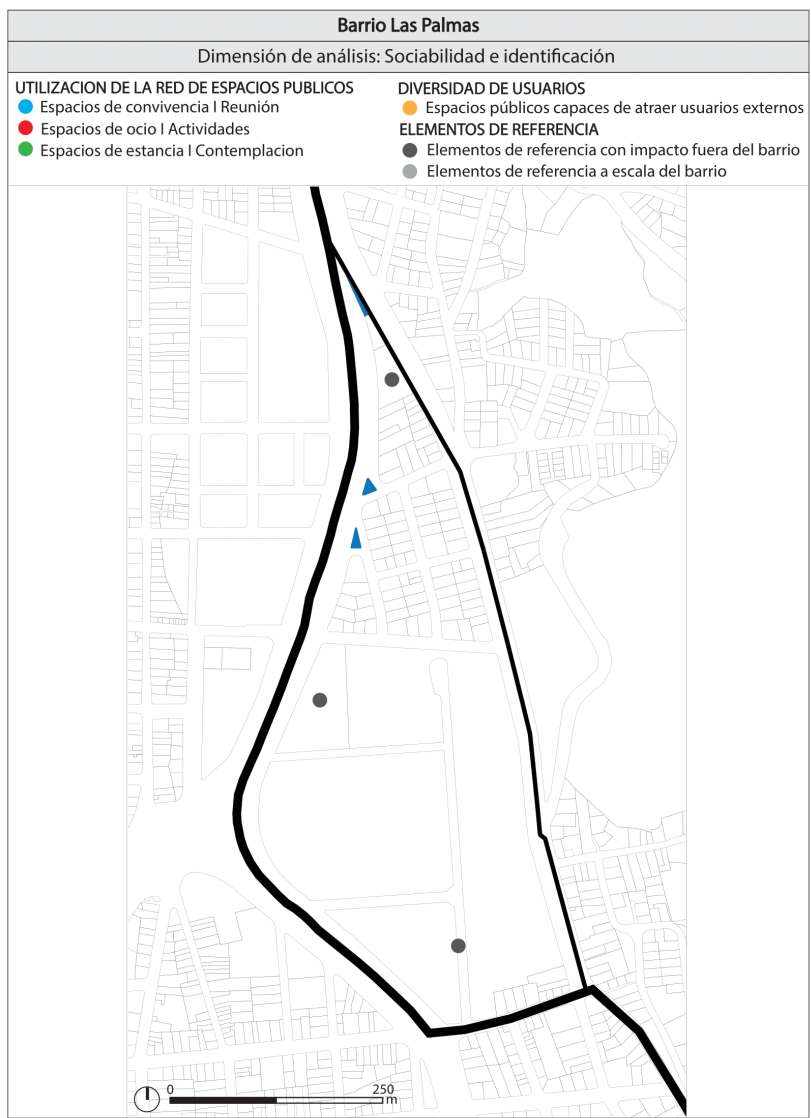 Barrio Las Palmas
Dimensión de análisis: Sociabilidad e identificación
UTILIZACION DE LA RED DE ESPACIOS PUBLICOS
Espacios de convivencia I Reunión
Espacios de ocio I Actividades
Espacios de estancia I Contemplacion
DIVERSIDAD DE USUARIOS
Espacios públicos capaces de atraer usuarios externos
ELEMENTOS DE REFERENCIA
Elementos de referencia con impacto fuera del barrio
Elementos de referencia a escala del barrio
0 250
m